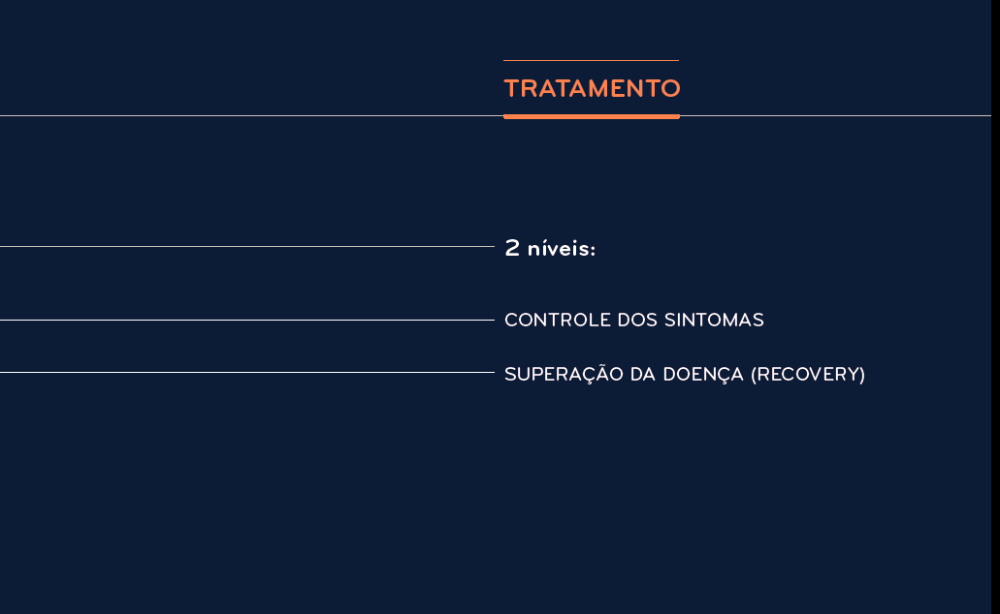 TRATAMENTO
2 níveis:
CONTROLE DOS SINTOMAS
SUPERAÇÃO DA DOENÇA (RECOVERY)